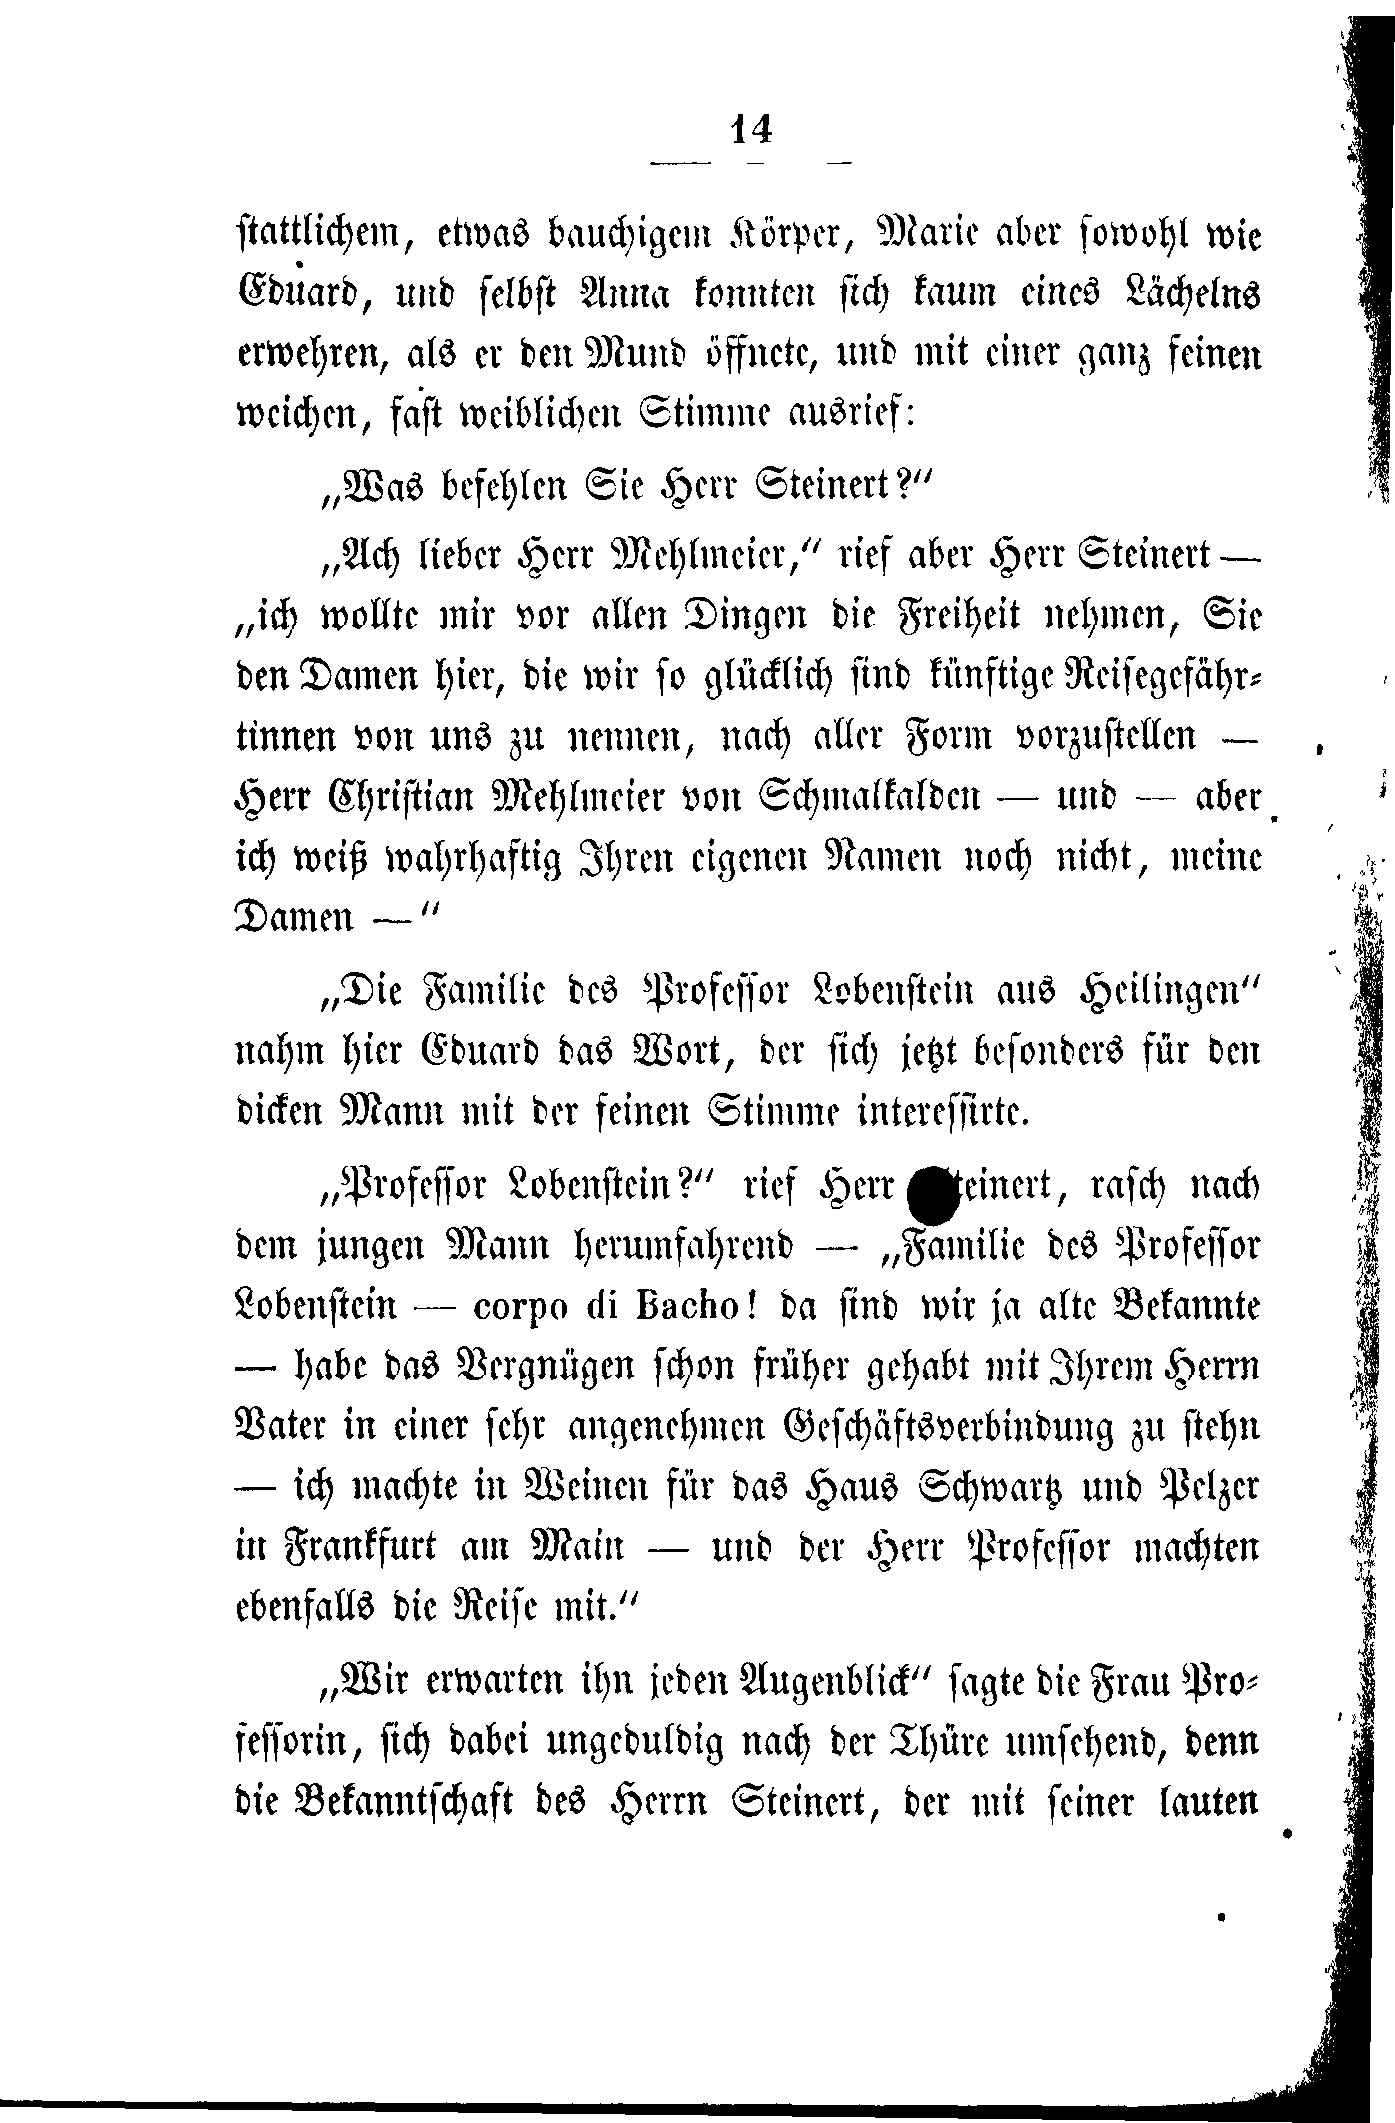 14
stattlichem, etwas bauchigem Körper, Marie aber sowohl wie
Eduard, und selbst Anna konnten sich kaum eines Lächelns
erwehren, als er den Mund öffnete, und mit einer ganz feinen
weichen, fast weiblichen Stimme ausrief:
„Was befehlen Sie Herr Steinert?“
„Ach lieber Herr Mehlmeier,“ rief aber Herr Steinert —
„ich wollte mir vor allen Dingen die Freiheit nehmen, Sie
den Damen hier, die wir so glücklich sind künftige Reisegefähr-
tinnen von uns zu nennen, nach aller Form vorzustellen —
Herr Christian Mehlmeier von Schmalkalden — und — aber
ich weiß wahrhaftig Ihren eigenen Namen noch nicht, meine
Damen —“
„Die Familie des Professor Lobenstein aus Heilingen“
nahm hier Eduard das Wort, der sich jetzt besonders für den
dicken Mann mit der feinen Stimme interessirte.
„Professor Lobenstein?“ rief Herr Steinert, rasch nach
dem jungen Mann herumfahrend — „Familie des Professor
Lobenstein — corpo di Bacho! da sind wir ja alte Bekannte
— habe das Vergnügen schon früher gehabt mit Ihrem Herrn
Vater in einer sehr angenehmen Geschäftsverbindung zu stehn
— ich machte in Weinen für das Haus Schwartz und Pelzer
in Frankfurt am Main — und der Herr Professor machten
ebenfalls die Reise mit.“
„Wir erwarten ihn jeden Augenblick“ sagte die Frau Pro-
fessorin, sich dabei ungeduldig nach der Thüre umsehend, denn
die Bekanntschaft des Herrn Steinert, der mit seiner lauten